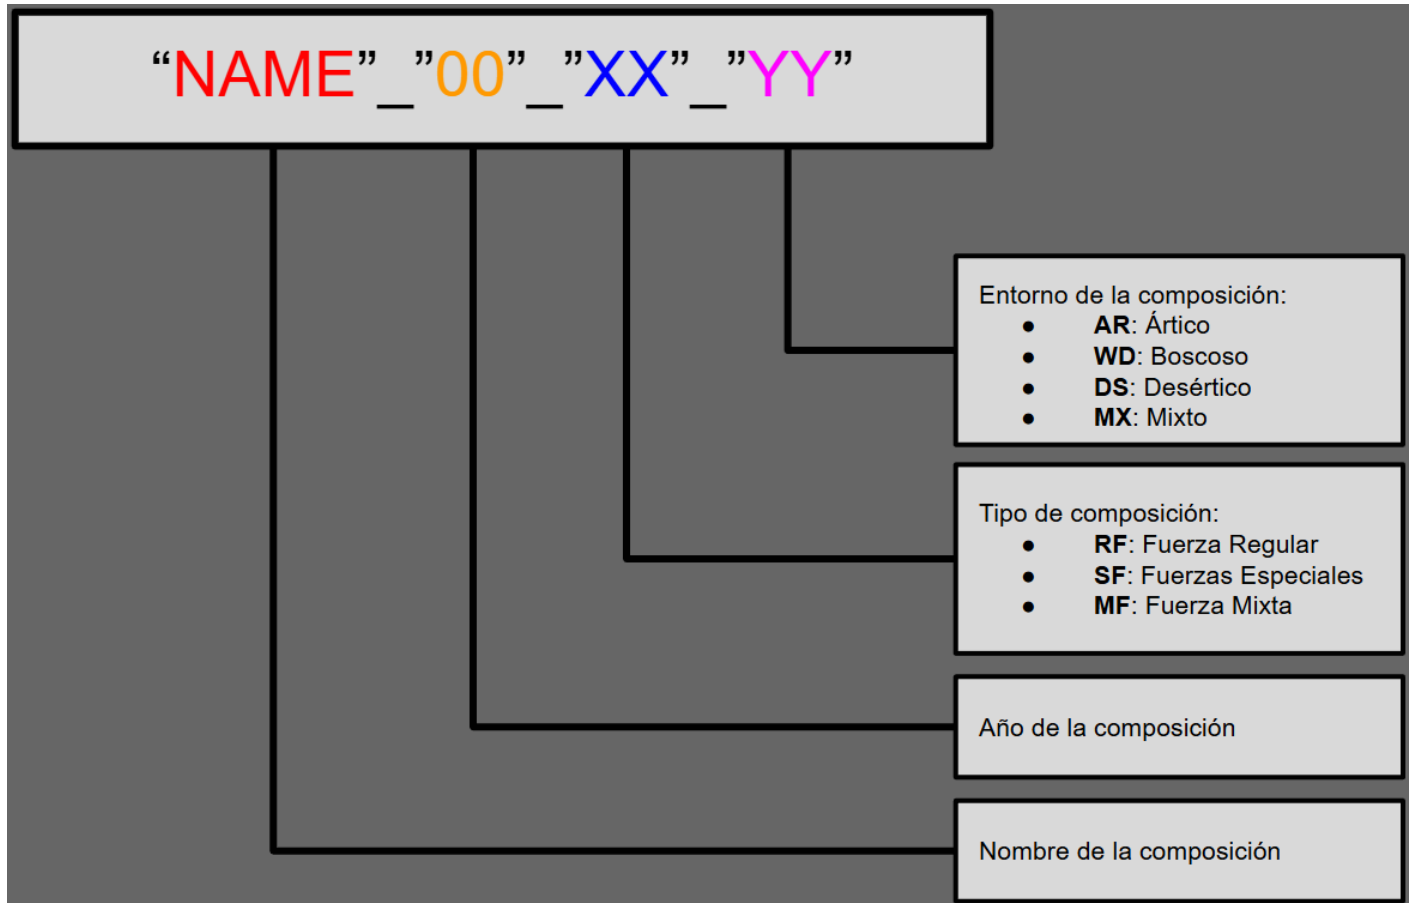 “NAME”_”00”_”XX”_”YY”
Entorno de la composición:
● AR: Ártico
● WD: Boscoso
● DS: Desértico
● MX: Mixto
Tipo de composición:
● RF: Fuerza Regular
● SF: Fuerzas Especiales
● MF: Fuerza Mixta
Año de la composición
Nombre de la composición